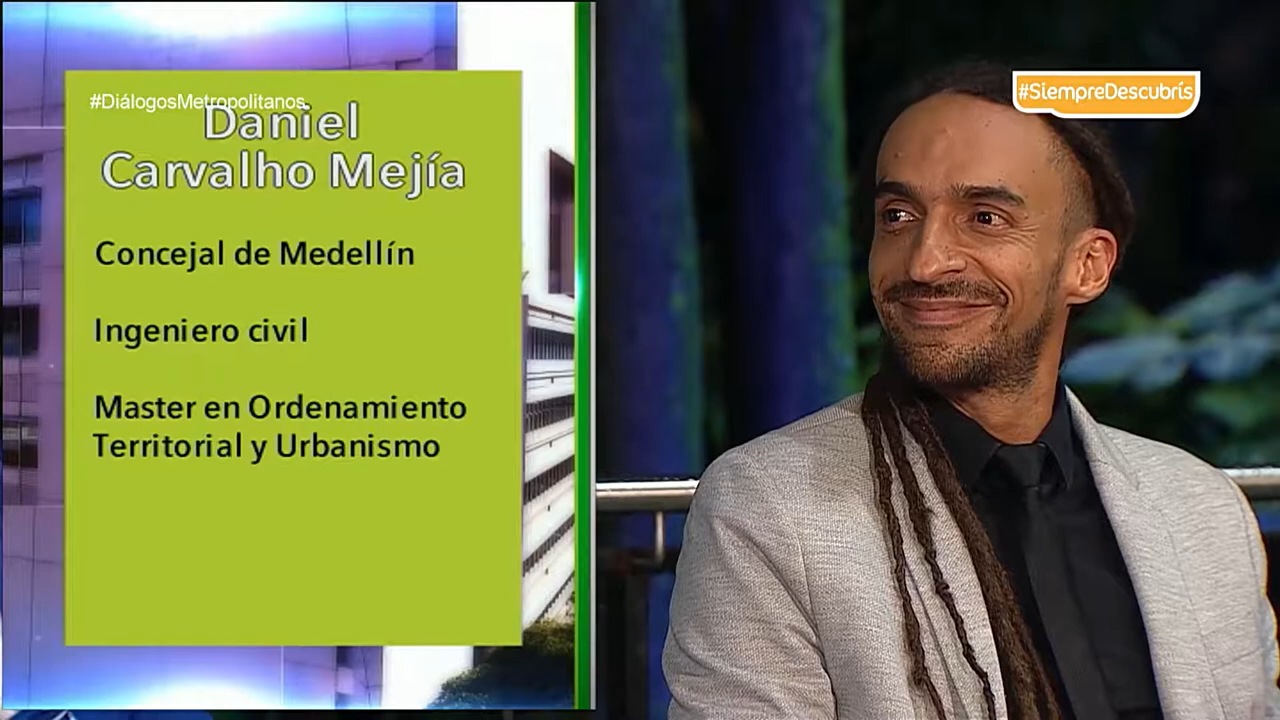 #DiálogosMetropolitanos
Daniel
Carvalho Mejía
Concejal de Medellín
Ingeniero civil
Master en Ordenamiento
Territorial y Urbanismo
#SiempreDescubrís